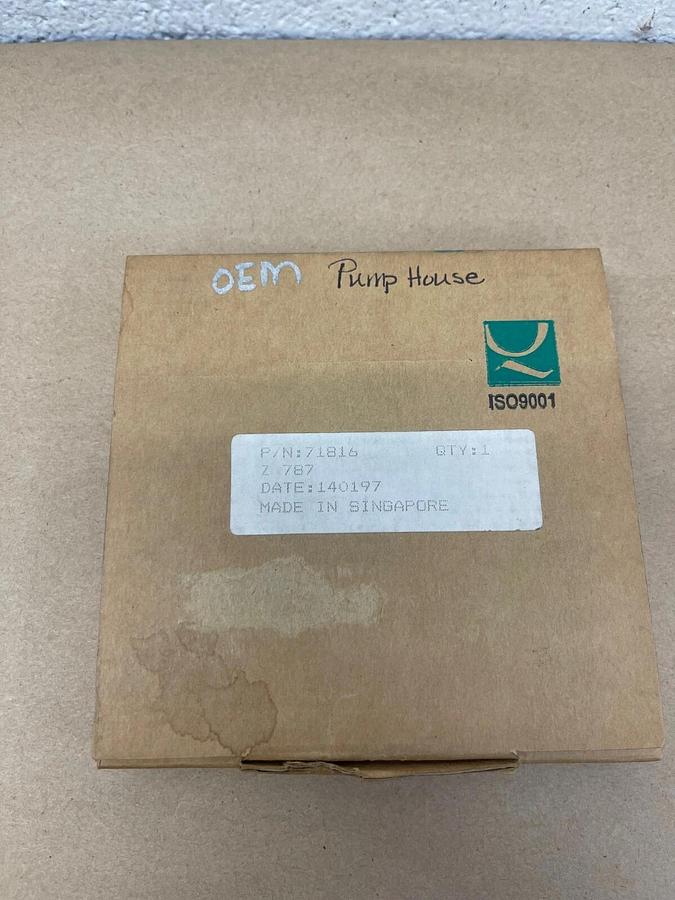 OEM Pump House
ISO9001
P/N:71816 QTY:1
Z 787
DATE:140197
MADE IN SINGAPORE